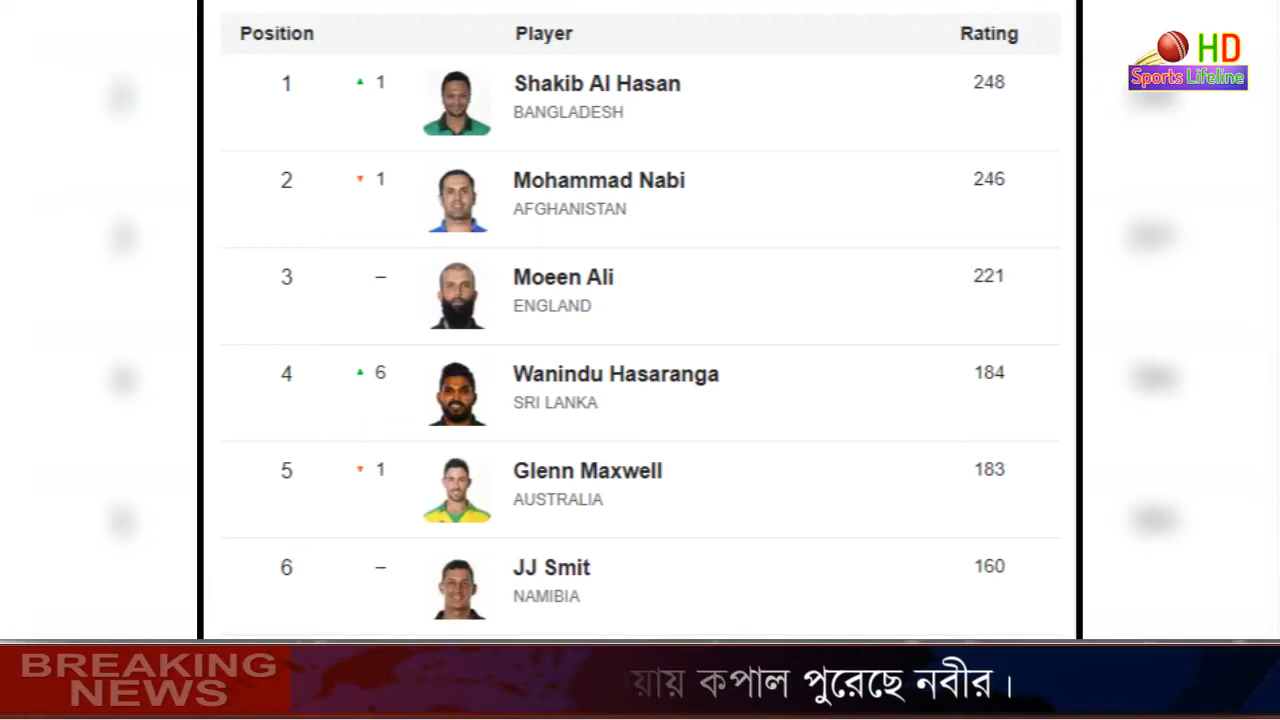 Position Player Rating
HD
Sports Lifeline
1 ▲ 1 Shakib Al Hasan 248
BANGLADESH
2 ▼ 1 Mohammad Nabi 246
AFGHANISTAN
3 – Moeen Ali 221
ENGLAND
4 ▲ 6 Wanindu Hasaranga 184
SRI LANKA
5 ▼ 1 Glenn Maxwell 183
AUSTRALIA
6 – JJ Smit 160
NAMIBIA
BREAKING
NEWS
কপাল পুরেছে নবীর।